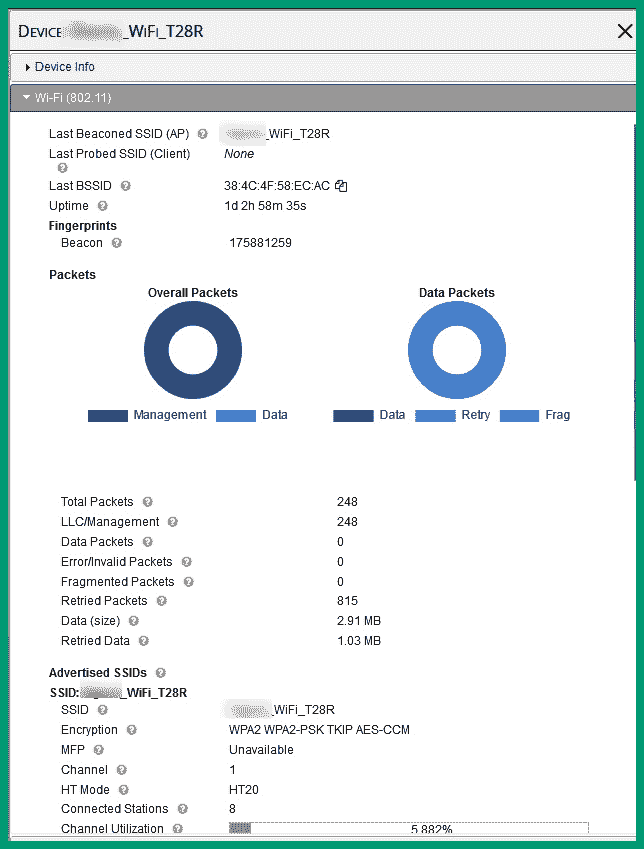 DEVICE _WIFI_T28R
Device Info
Wi-Fi (802.11)
Last Beaconed SSID (AP) _WiFi_T28R
Last Probed SSID (Client) None
Last BSSID 38:4C:4F:58:EC:AC
Uptime 1d 2h 58m 35s
Fingerprints
Beacon 175881259
Packets
Overall Packets Data Packets
Management Data Data Retry Frag
Total Packets 248
LLC/Management 248
Data Packets 0
Error/Invalid Packets 0
Fragmented Packets 0
Retried Packets 815
Data (size) 2.91 MB
Retried Data 1.03 MB
Advertised SSIDs
SSID: _WiFi_T28R
SSID _WiFi_T28R
Encryption WPA2 WPA2-PSK TKIP AES-CCM
MFP Unavailable
Channel 1
HT Mode HT20
Connected Stations 8
Channel Utilization 5.882%